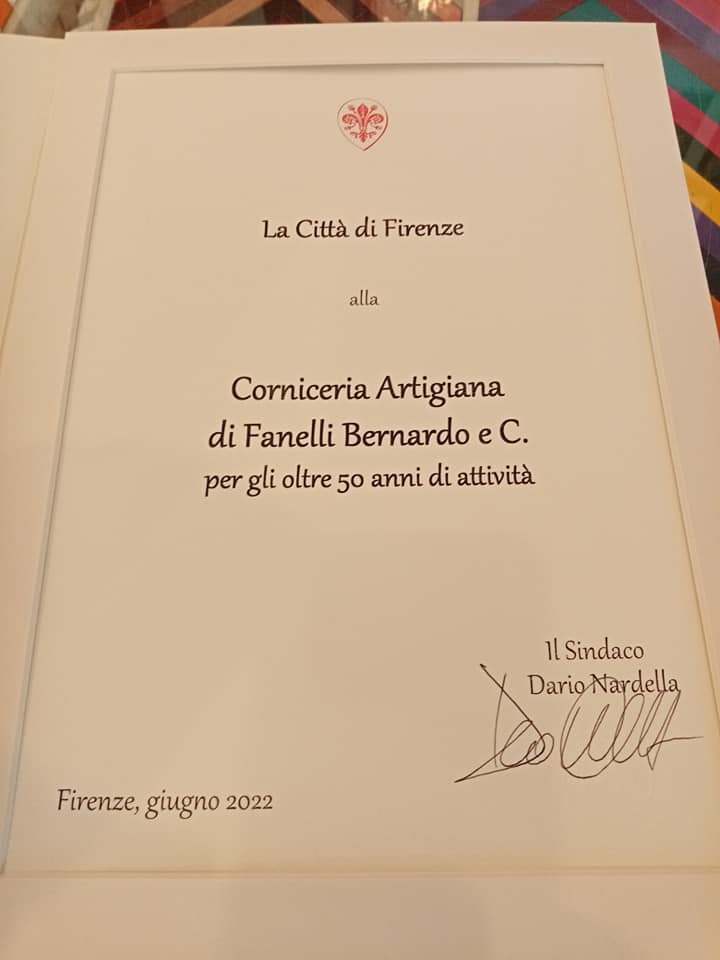 La Città di Firenze
alla
Corniceria Artigiana
di Fanelli Bernardo e C.
per gli oltre 50 anni di attività
Il Sindaco
Dario Nardella
Firenze, giugno 2022